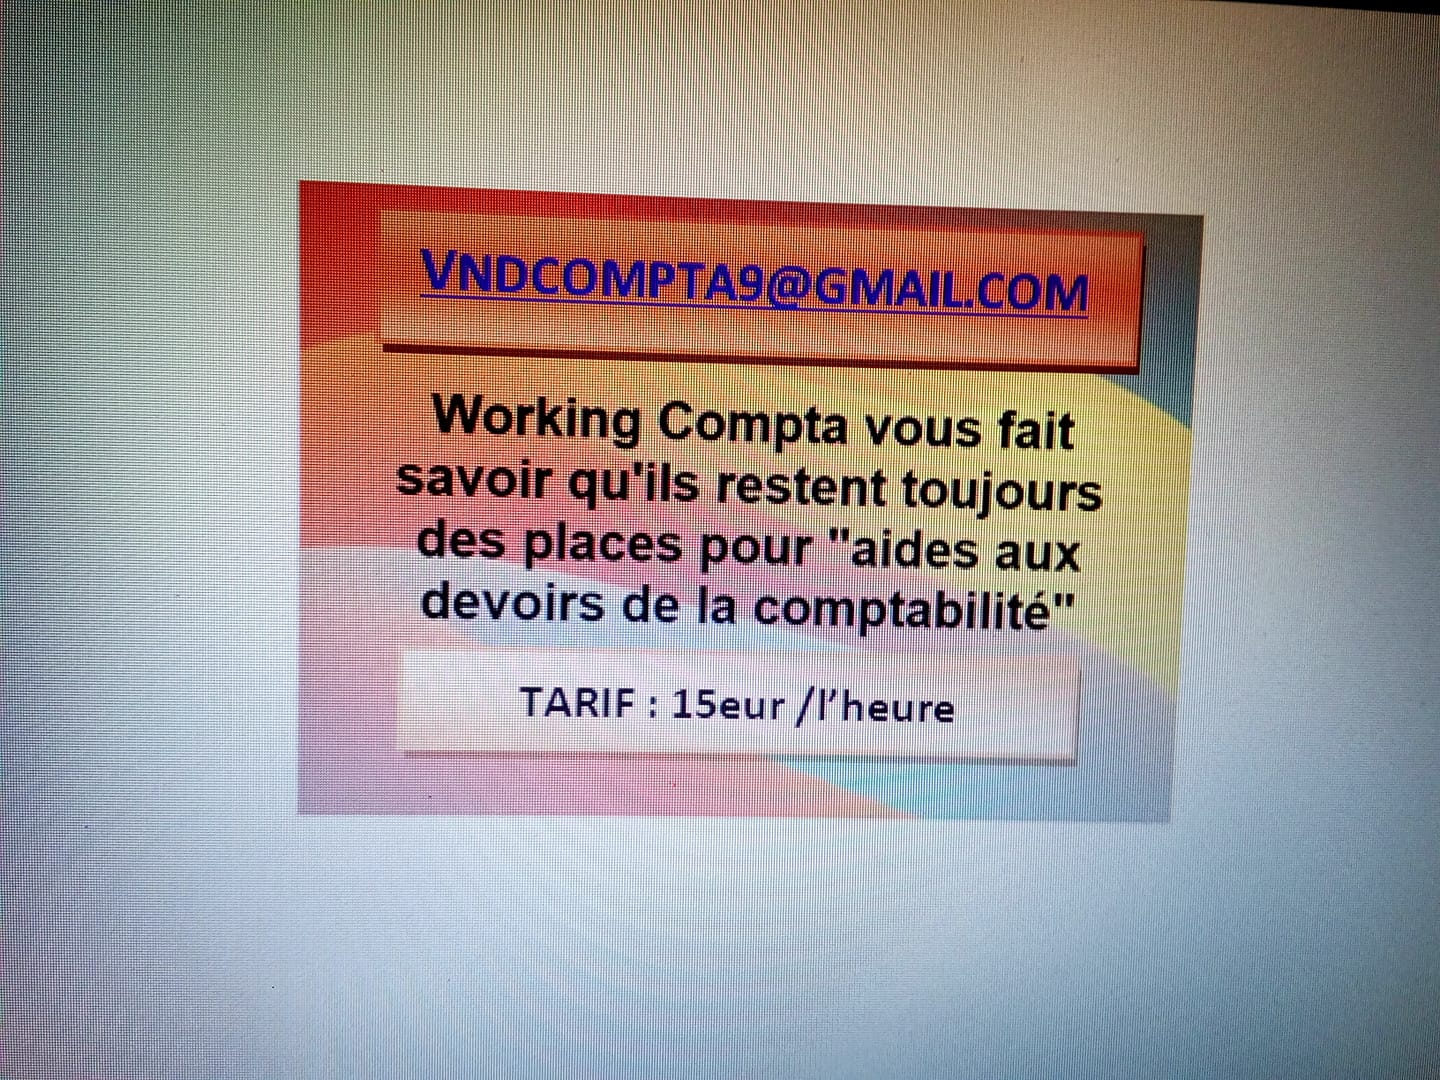 VNDCOMPTA9@GMAIL.COM
Working Compta vous fait
savoir qu'ils restent toujours
des places pour "aides aux
devoirs de la comptabilité"
TARIF : 15eur /l’heure